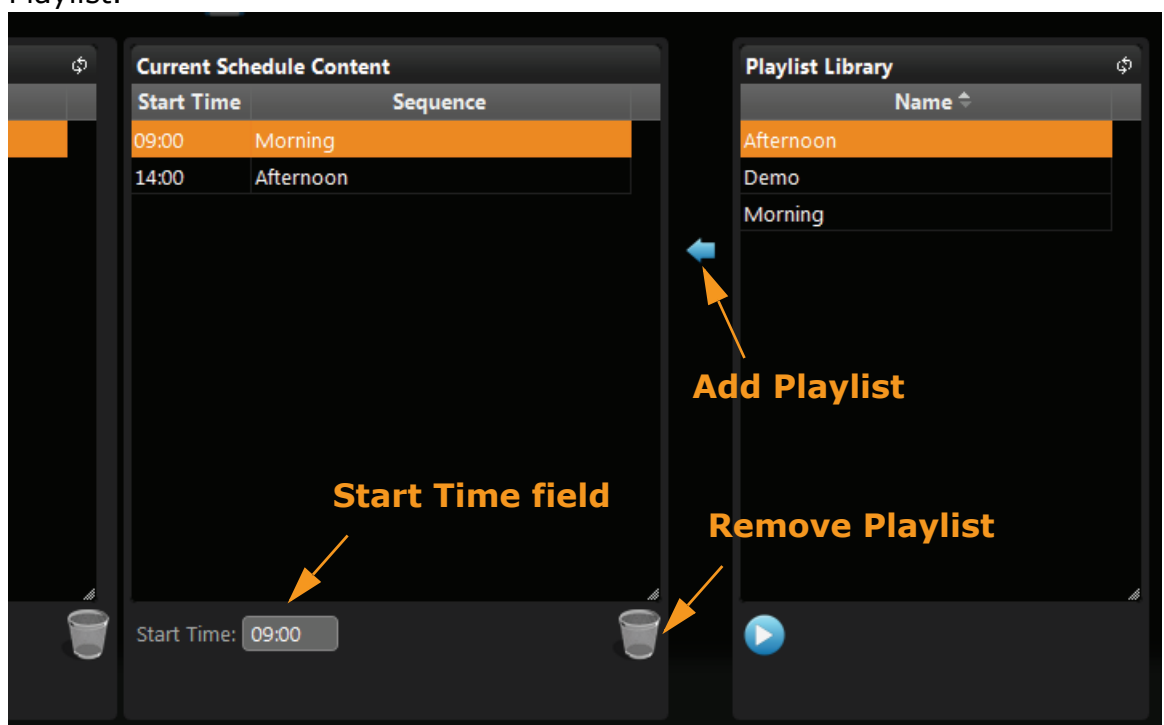 Playlist.
Current Schedule Content
Start Time Sequence
09:00 Morning
14:00 Afternoon
Start Time: 09:00
Playlist Library
Name
Afternoon
Demo
Morning
Add Playlist
Start Time field
Remove Playlist